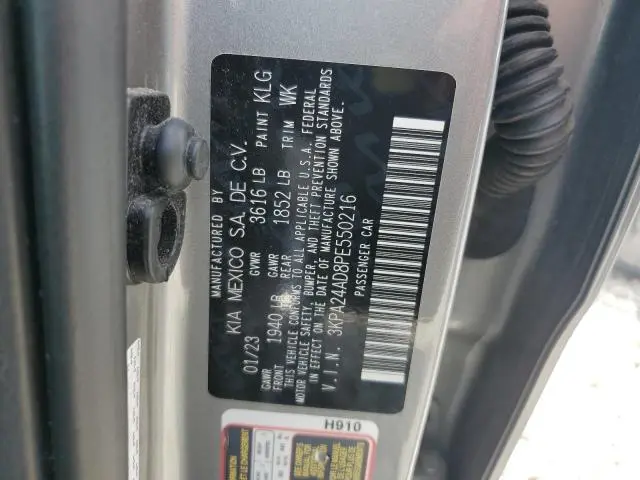 MANUFACTURED BY
KIA MEXICO S.A. DE C.V.
01/23 GVWR 3616 LB PAINT KLG
GAWR FRONT 1940 LB GAWR REAR 1852 LB TRIM WK
THIS VEHICLE CONFORMS TO ALL APPLICABLE U.S.A. FEDERAL
MOTOR VEHICLE SAFETY, BUMPER, AND THEFT PREVENTION STANDARDS
IN EFFECT ON THE DATE OF MANUFACTURE SHOWN ABOVE.
V.I.N. 3KPA24AD8PE550216
PASSENGER CAR
H910